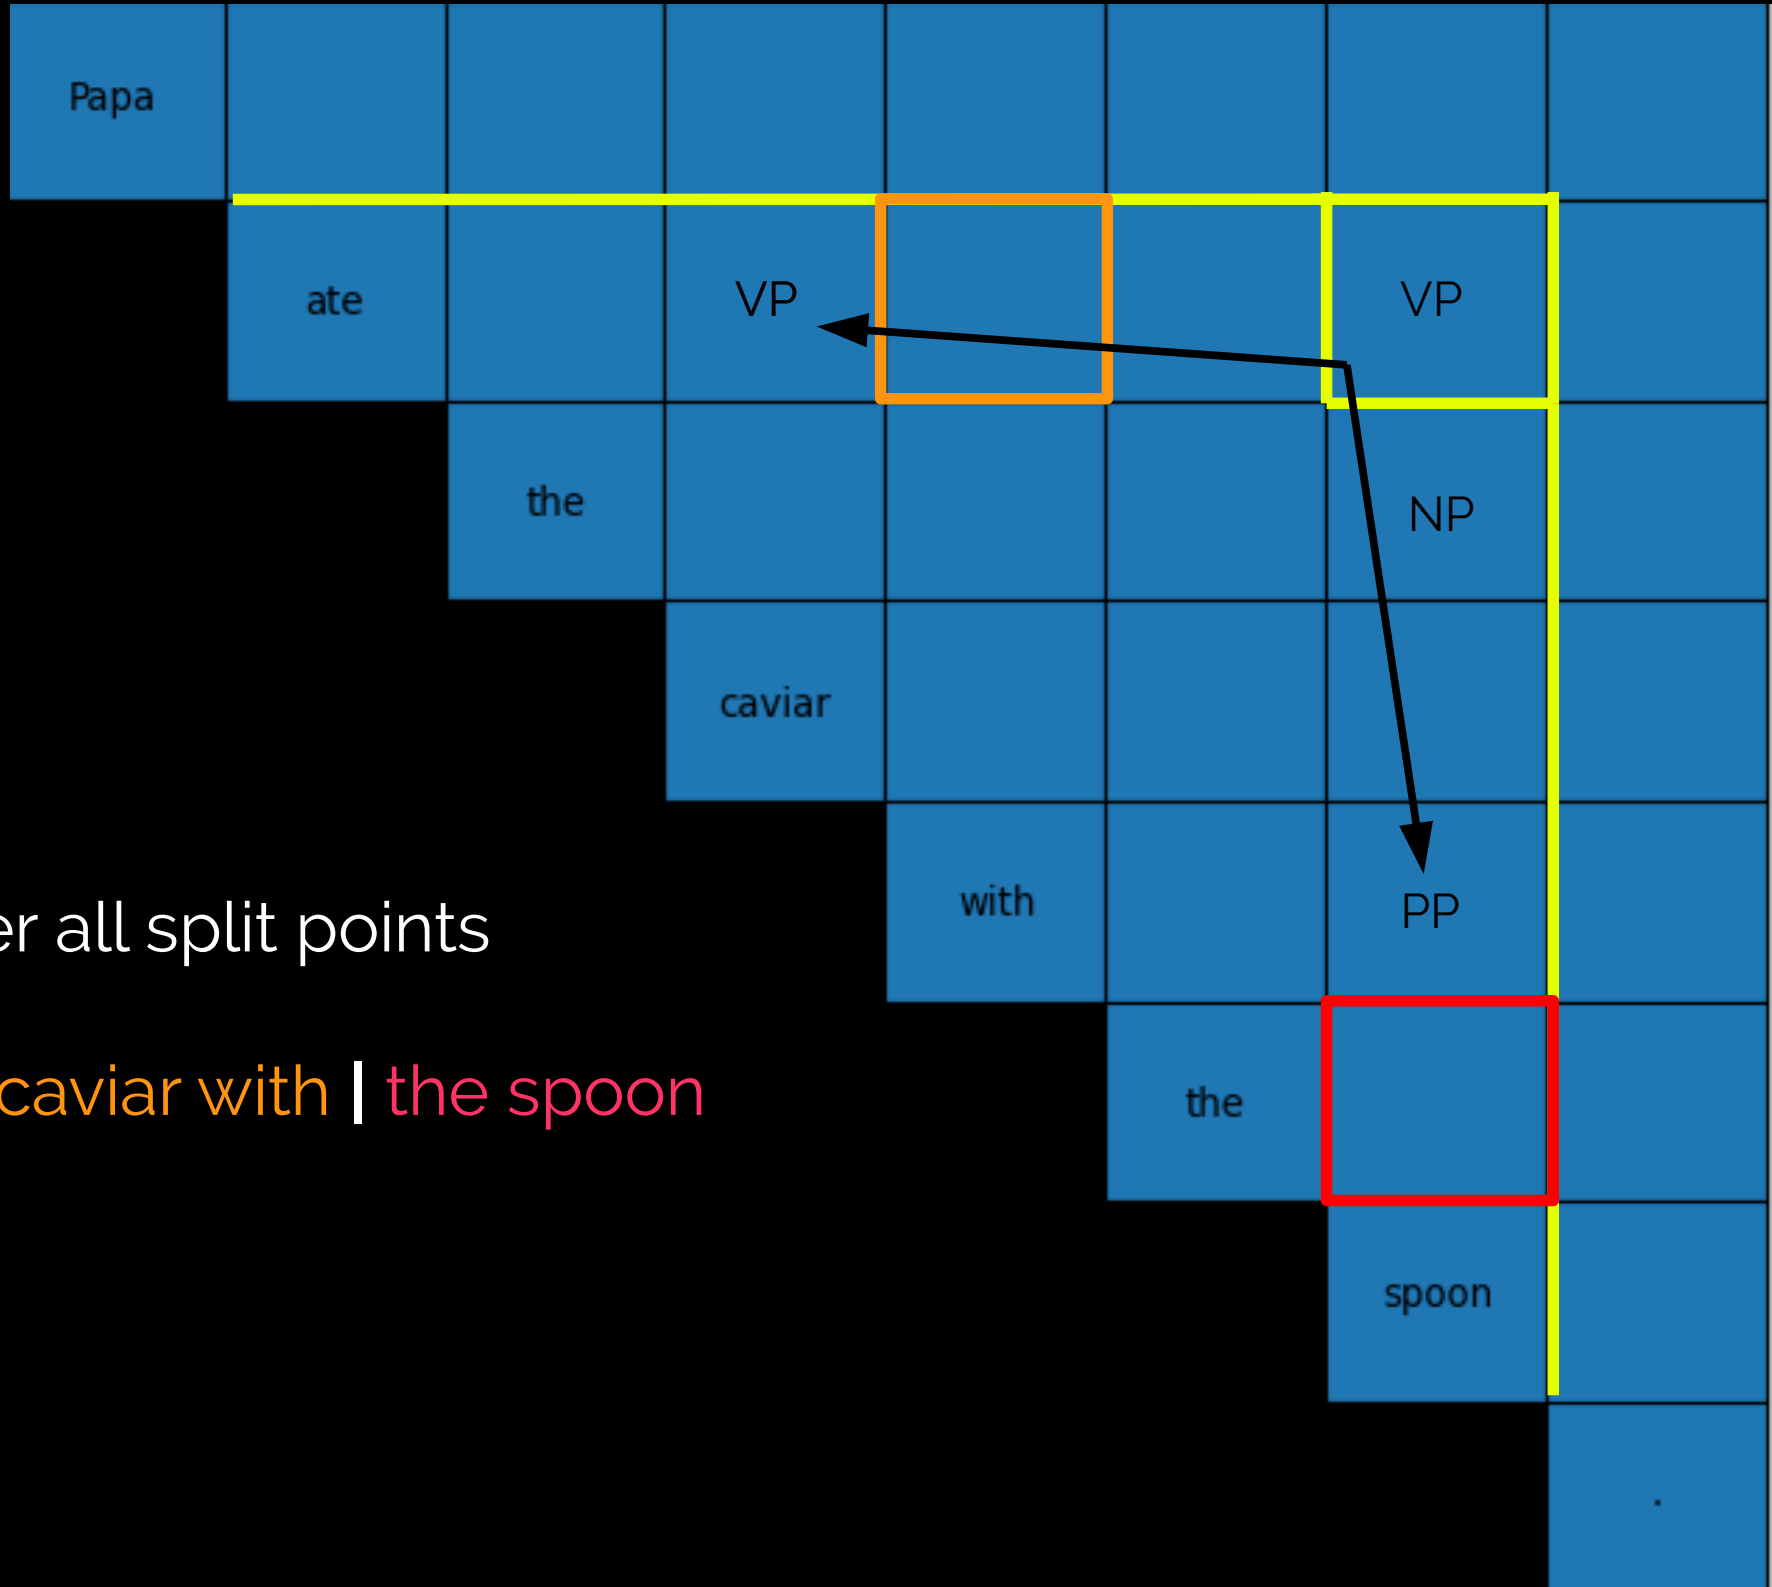 Papa
ate VP VP
the NP
caviar
with PP
er all split points
caviar with | the spoon
the
spoon
.